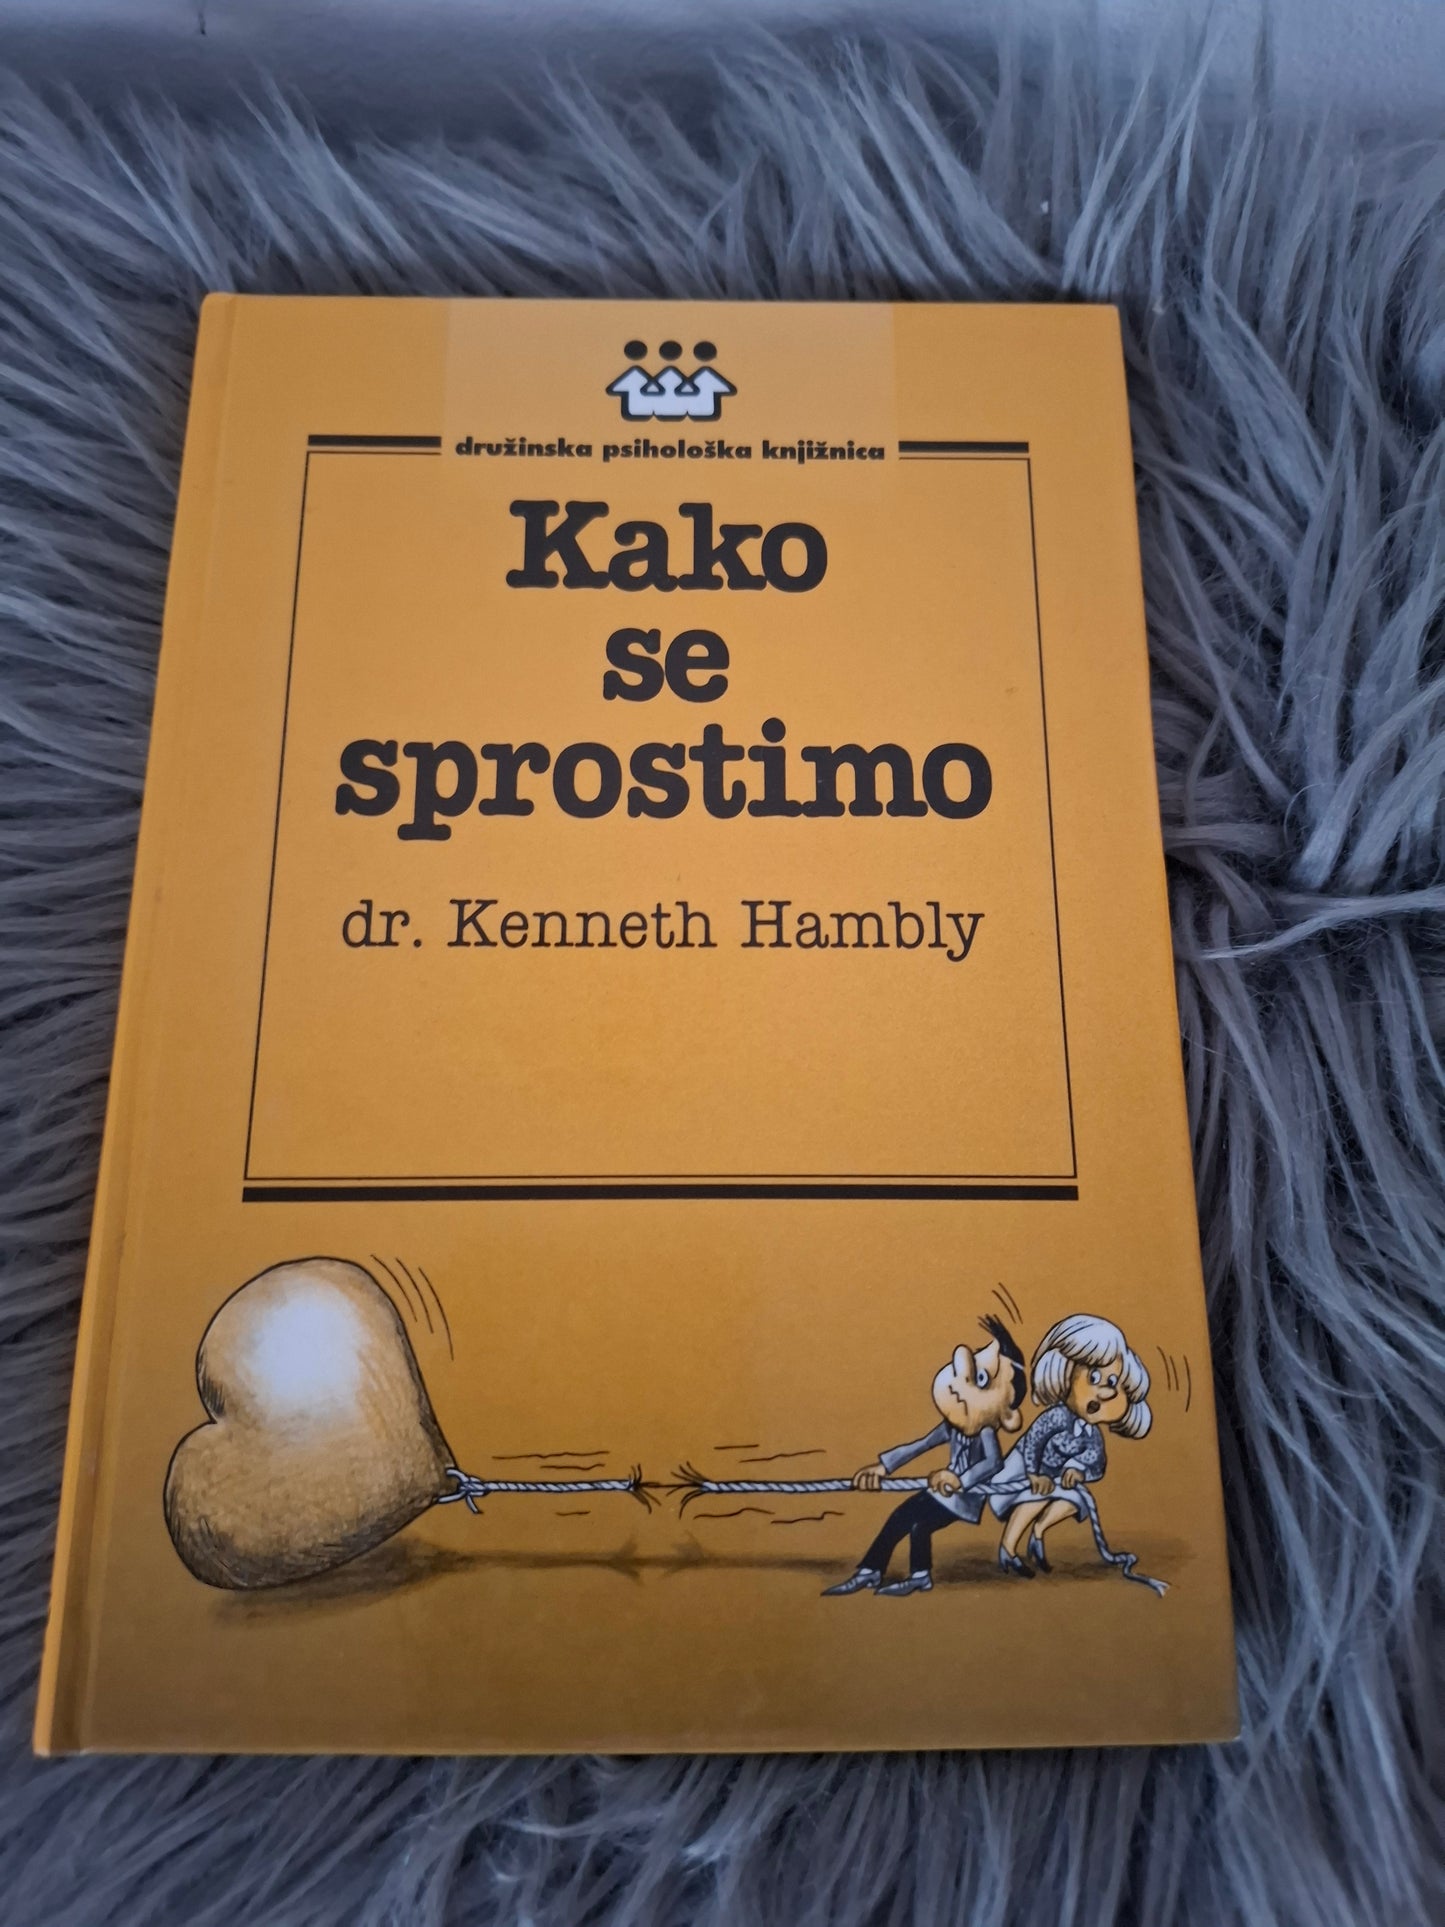 družinska psihološka knjižnica
Kako
se
sprostimo
dr. Kenneth Hambly